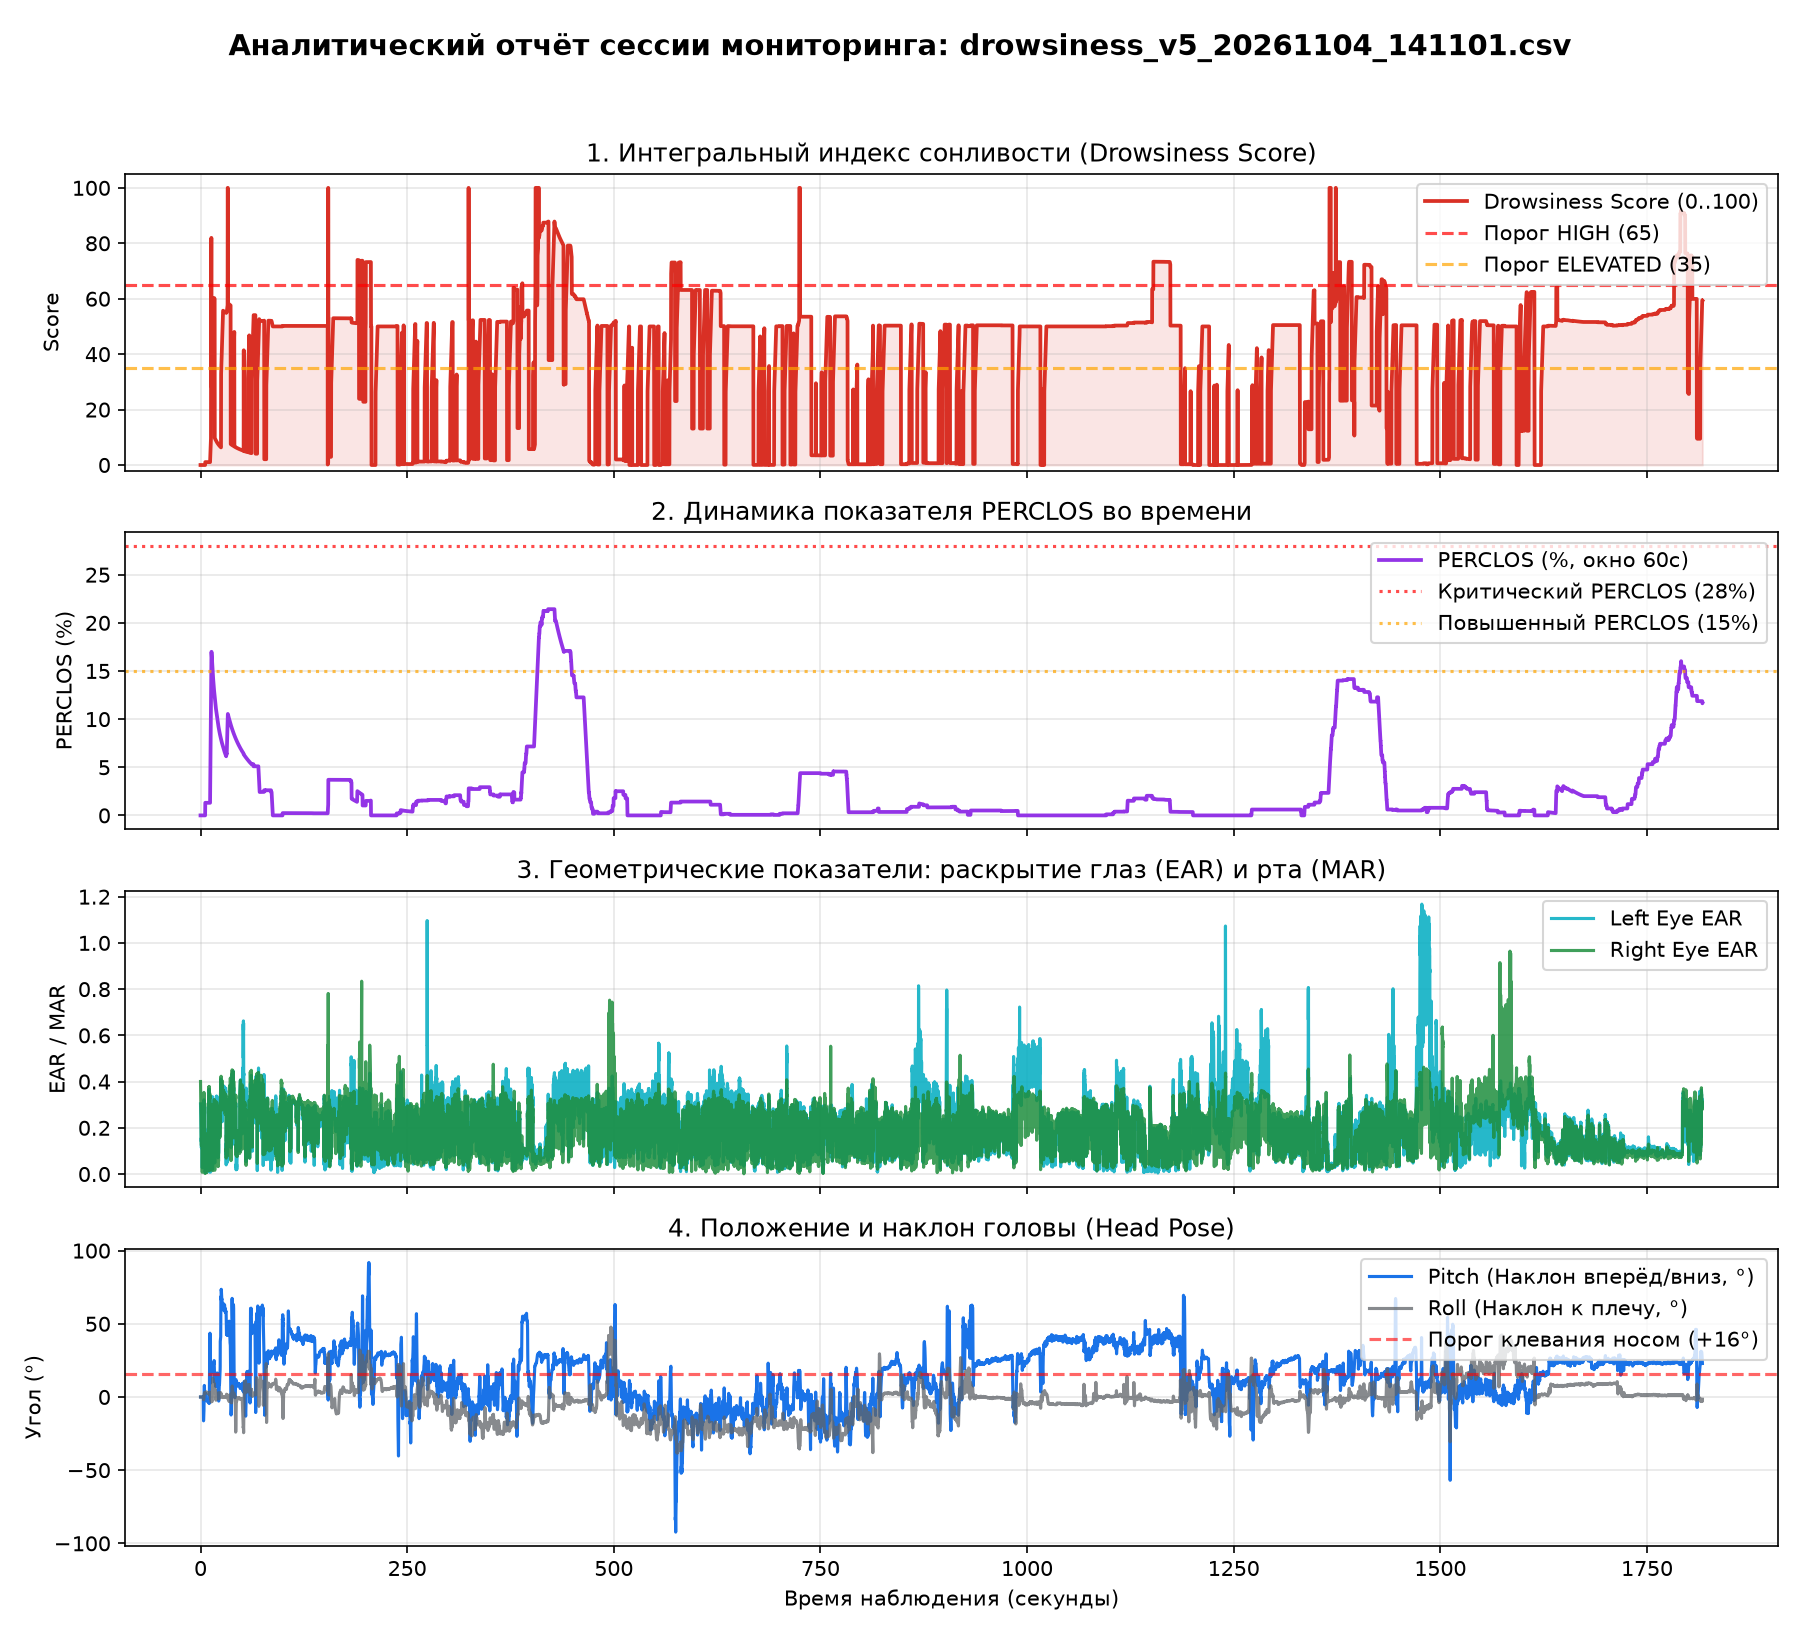 Аналитический отчёт сессии мониторинга: drowsiness_v5_20261104_141101.csv
1. Интегральный индекс сонливости (Drowsiness Score)
Score
100
80
60
40
20
0
Drowsiness Score (0..100)
Порог HIGH (65)
Порог ELEVATED (35)
2. Динамика показателя PERCLOS во времени
PERCLOS (%)
25
20
15
10
5
0
PERCLOS (%, окно 60с)
Критический PERCLOS (28%)
Повышенный PERCLOS (15%)
3. Геометрические показатели: раскрытие глаз (EAR) и рта (MAR)
EAR / MAR
1.2
1.0
0.8
0.6
0.4
0.2
0.0
Left Eye EAR
Right Eye EAR
4. Положение и наклон головы (Head Pose)
Угол (°)
100
50
0
−50
−100
Pitch (Наклон вперёд/вниз, °)
Roll (Наклон к плечу, °)
Порог клевания носом (+16°)
0 250 500 750 1000 1250 1500 1750
Время наблюдения (секунды)